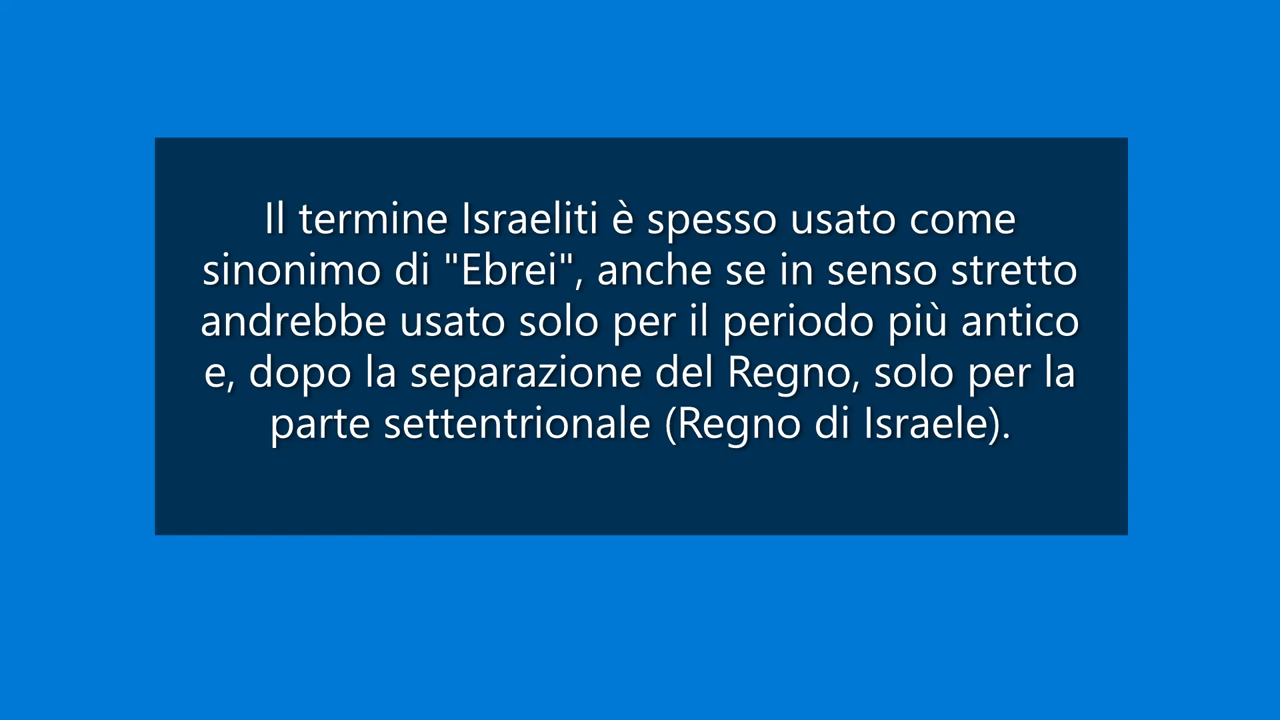 Il termine Israeliti è spesso usato come
sinonimo di "Ebrei", anche se in senso stretto
andrebbe usato solo per il periodo più antico
e, dopo la separazione del Regno, solo per la
parte settentrionale (Regno di Israele).